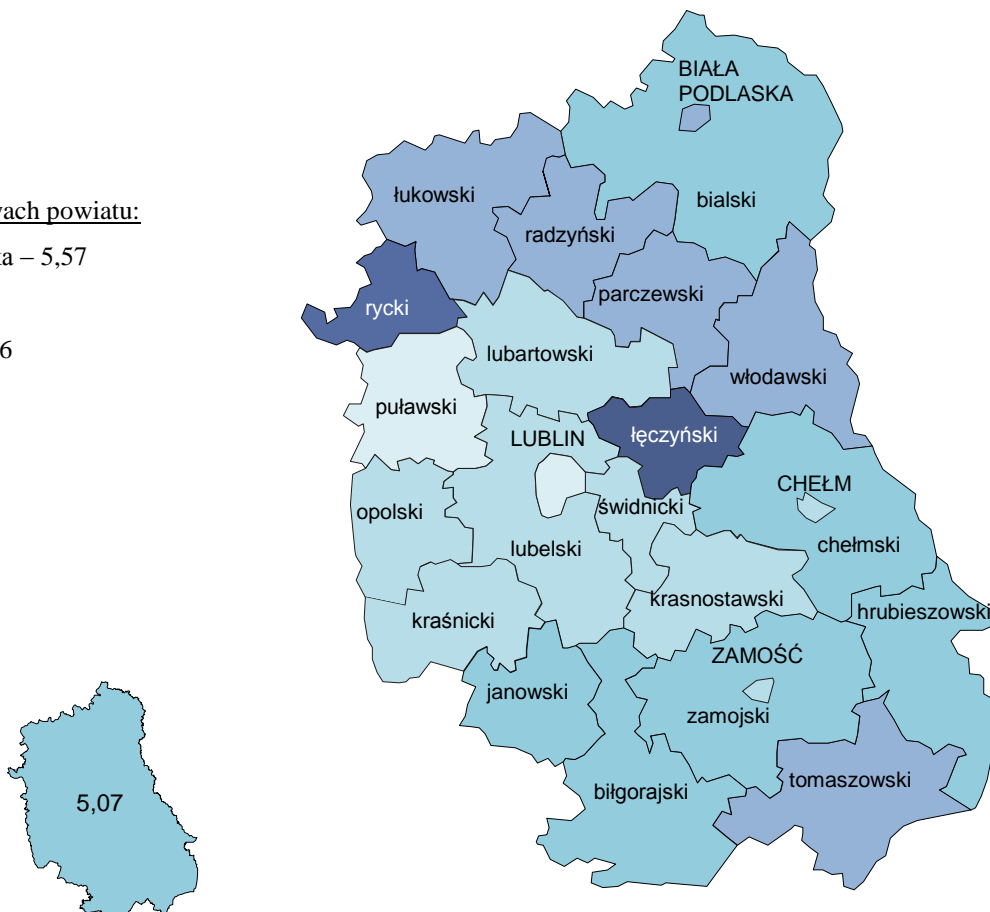 BIAŁA
PODLASKA
łukowski
bialski
wach powiatu:
radzyński
ka – 5,57
parczewski
rycki
6
lubartowski
włodawski
puławski
LUBLIN
łęczyński
CHEŁM
opolski
świdnicki
lubelski
chełmski
krasnostawski
hrubieszowski
kraśnicki
ZAMOŚĆ
janowski
zamojski
tomaszowski
biłgorajski
5,07